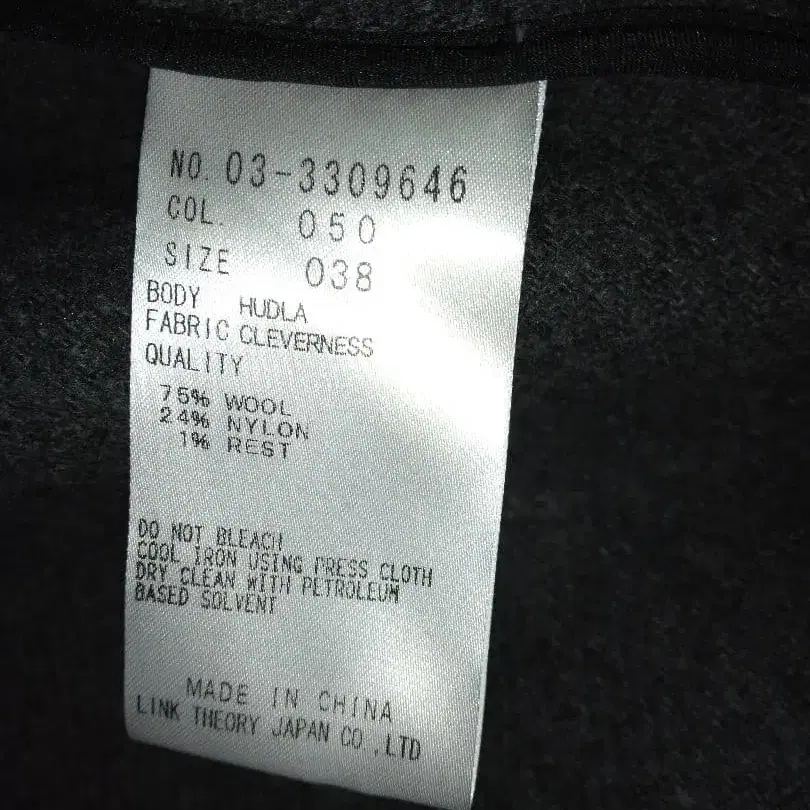 NO. 03-3309646
COL. 050
SIZE 038
BODY HUDLA
FABRIC CLEVERNESS
QUALITY
75% WOOL
24% NYLON
1% REST
DO NOT BLEACH
COOL IRON USING PRESS CLOTH
DRY CLEAN WITH PETROLEUM
BASED SOLVENT
MADE IN CHINA
LINK THEORY JAPAN CO.,LTD